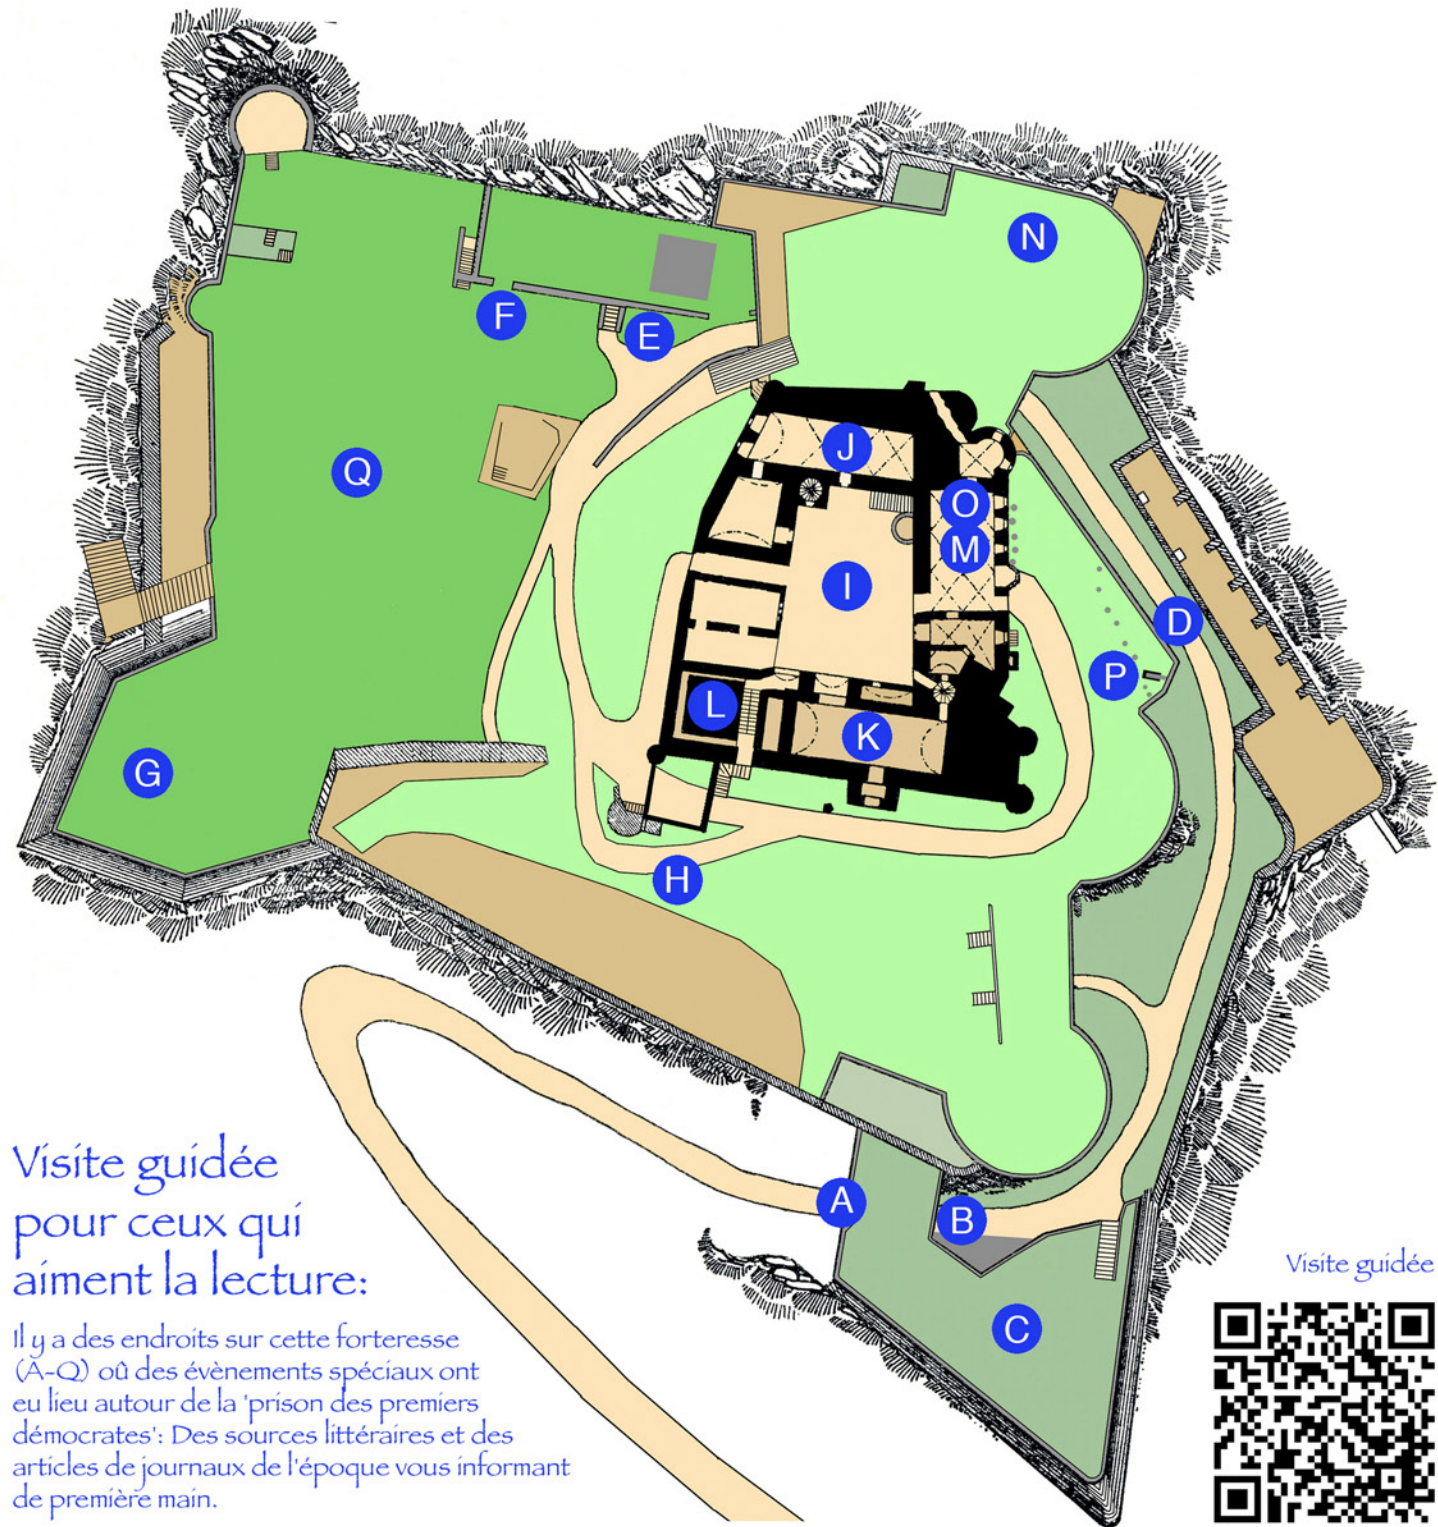 N
F
E
J
Q
O
M
I
D
P
L
K
G
H
A
B
C
Visite guidée
pour ceux qui
aiment la lecture:
Il y a des endroits sur cette forteresse
(A-Q) oû des évènements spéciaux ont
eu lieu autour de la 'prison des premiers
démocrates': Des sources littéraires et des
articles de journaux de l'époque vous informant
de première main.
Visite guidée